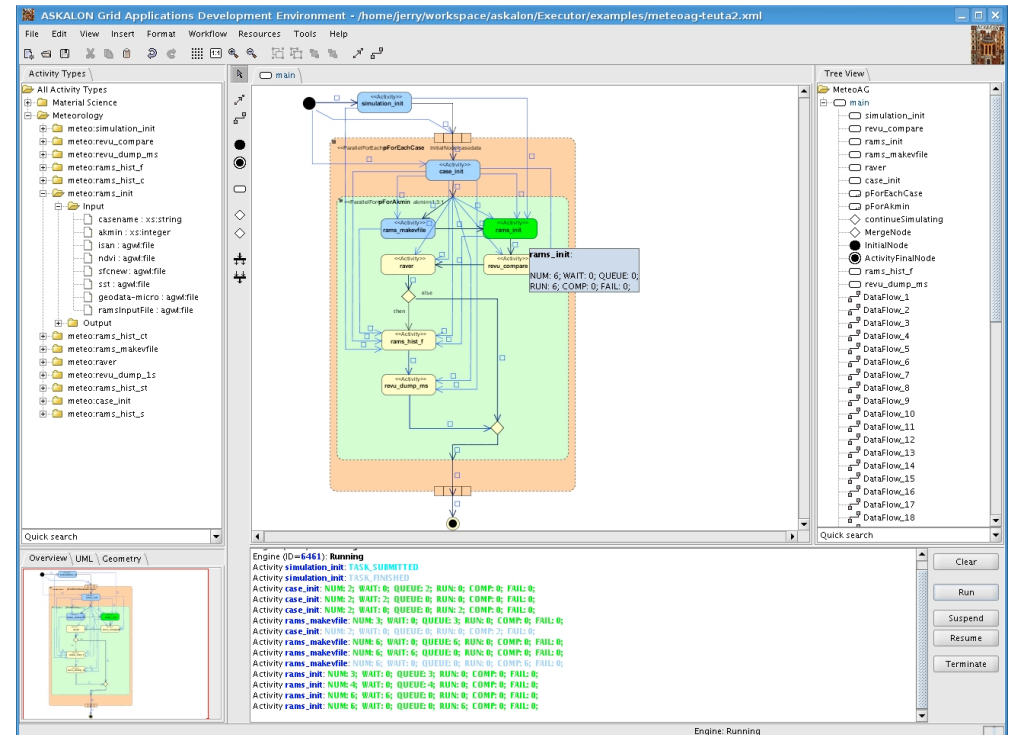 ASKALON Grid Applications Development Environment - /home/jerry/workspace/askalon/Executor/examples/meteoag-teuta2.xml
File Edit View Insert Format Workflow Resources Tools Help
Activity Types
All Activity Types
Material Science
Meteorology
meteo:simulation_init
meteo:revu_compare
meteo:revu_dump_ms
meteo:rams_hist_f
meteo:rams_hist_c
meteo:rams_init
Input
casename : xs:string
akmin : xs:integer
isan : agwl:file
ndvi : agwl:file
sfcnew : agwl:file
sst : agwl:file
geodata-micro : agwl:file
ramsInputFile : agwl:file
Output
meteo:rams_hist_ct
meteo:rams_makevfile
meteo:raver
meteo:revu_dump_1s
meteo:rams_hist_st
meteo:case_init
meteo:rams_hist_s
Quick search
main
<<Activity>>
simulation_init
<<ParallelForEach>>pForEachCase
<<Activity>>
case_init
<<ParallelFor>>pForAkmin
<<Activity>>
rams_makevfile
<<Activity>>
rams_init
<<Activity>>
raver
<<Activity>>
revu_compare
rams_init:
NUM: 6; WAIT: 0; QUEUE: 0;
RUN: 6; COMP: 0; FAIL: 0;
else
then
<<Activity>>
rams_hist_f
<<Activity>>
revu_dump_ms
Tree View
MeteoAG
main
simulation_init
revu_compare
rams_init
rams_makevfile
raver
case_init
pForEachCase
pForAkmin
continueSimulating
MergeNode
InitialNode
ActivityFinalNode
rams_hist_f
revu_dump_ms
DataFlow_1
DataFlow_2
DataFlow_3
DataFlow_4
DataFlow_5
DataFlow_6
DataFlow_7
DataFlow_8
DataFlow_9
DataFlow_10
DataFlow_11
DataFlow_12
DataFlow_13
DataFlow_14
DataFlow_15
DataFlow_16
DataFlow_17
DataFlow_18
Quick search
Overview UML Geometry
Engine (ID=6461): Running
Activity simulation_init: TASK_SUBMITTED
Activity simulation_init: TASK_FINISHED
Activity case_init: NUM: 2; WAIT: 0; QUEUE: 2; RUN: 0; COMP: 0; FAIL: 0;
Activity case_init: NUM: 2; WAIT: 2; QUEUE: 0; RUN: 0; COMP: 0; FAIL: 0;
Activity case_init: NUM: 2; WAIT: 0; QUEUE: 0; RUN: 2; COMP: 0; FAIL: 0;
Activity rams_makevfile: NUM: 3; WAIT: 0; QUEUE: 3; RUN: 0; COMP: 0; FAIL: 0;
Activity case_init: NUM: 2; WAIT: 0; QUEUE: 0; RUN: 0; COMP: 2; FAIL: 0;
Activity rams_makevfile: NUM: 6; WAIT: 0; QUEUE: 6; RUN: 0; COMP: 0; FAIL: 0;
Activity rams_makevfile: NUM: 6; WAIT: 6; QUEUE: 0; RUN: 0; COMP: 0; FAIL: 0;
Activity rams_makevfile: NUM: 6; WAIT: 0; QUEUE: 0; RUN: 0; COMP: 6; FAIL: 0;
Activity rams_init: NUM: 3; WAIT: 0; QUEUE: 3; RUN: 0; COMP: 0; FAIL: 0;
Activity rams_init: NUM: 4; WAIT: 0; QUEUE: 4; RUN: 0; COMP: 0; FAIL: 0;
Activity rams_init: NUM: 6; WAIT: 6; QUEUE: 0; RUN: 0; COMP: 0; FAIL: 0;
Activity rams_init: NUM: 6; WAIT: 0; QUEUE: 0; RUN: 6; COMP: 0; FAIL: 0;
Clear
Run
Suspend
Resume
Terminate
Engine: Running